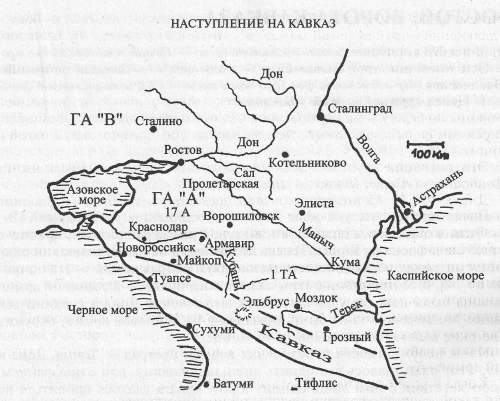 НАСТУПЛЕНИЕ НА КАВКАЗ
Дон
Дон
ГА "В"
Сталино
Сталинград
Ростов
Дон
Волга
Котельниково
100 км
Сал
Пролетарская
Азовское
море
ГА "А"
17 А
Элиста
Астрахань
Ворошиловск
Маныч
Краснодар
Новороссийск
Армавир
Майкоп
Кубань
Кума
1 ТА
Каспийское море
Туапсе
Эльбрус
Моздок
Терек
Черное море
Сухуми
Кавказ
Грозный
Батуми
Тифлис